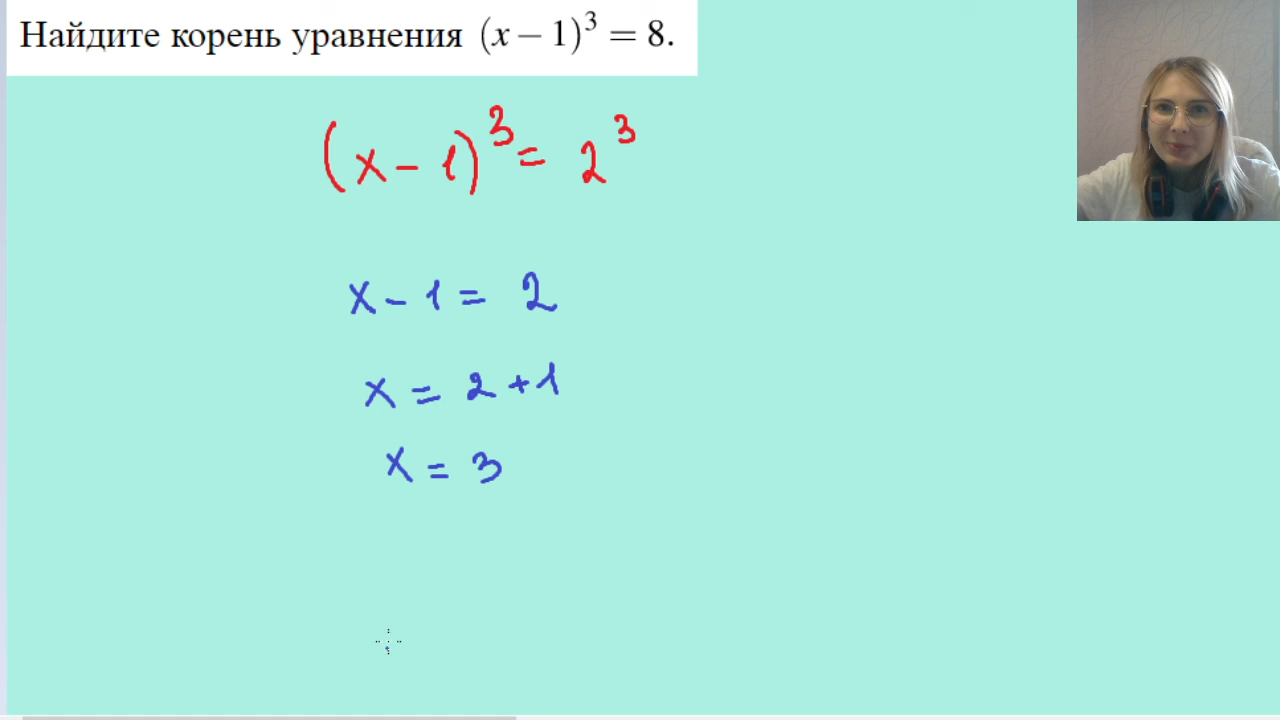 Найдите корень уравнения (x − 1)³ = 8.
(x − 1)³ = 2³
x − 1 = 2
x = 2 + 1
x = 3